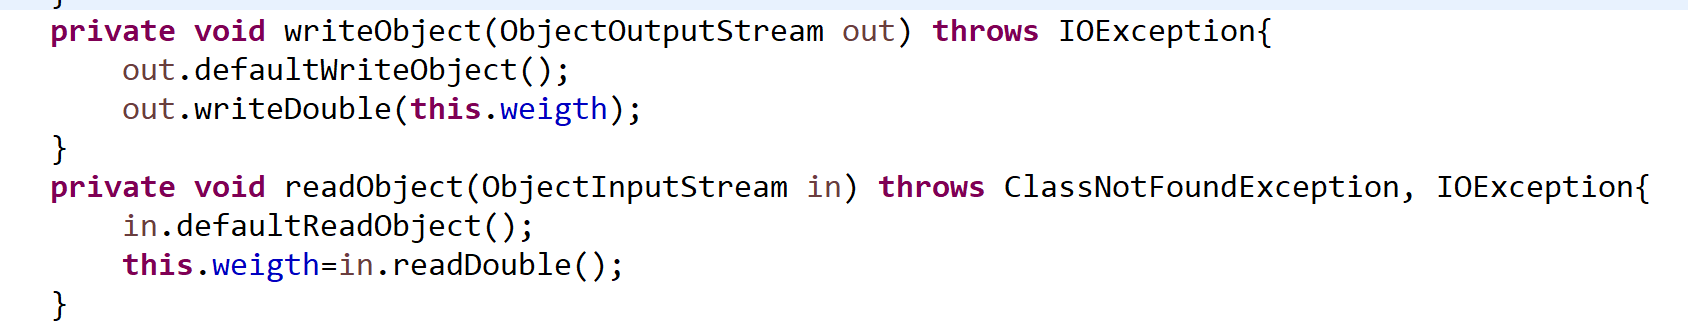 }
private void writeObject(ObjectOutputStream out) throws IOException{
    out.defaultWriteObject();
    out.writeDouble(this.weigth);
}
private void readObject(ObjectInputStream in) throws ClassNotFoundException, IOException{
    in.defaultReadObject();
    this.weigth=in.readDouble();
}